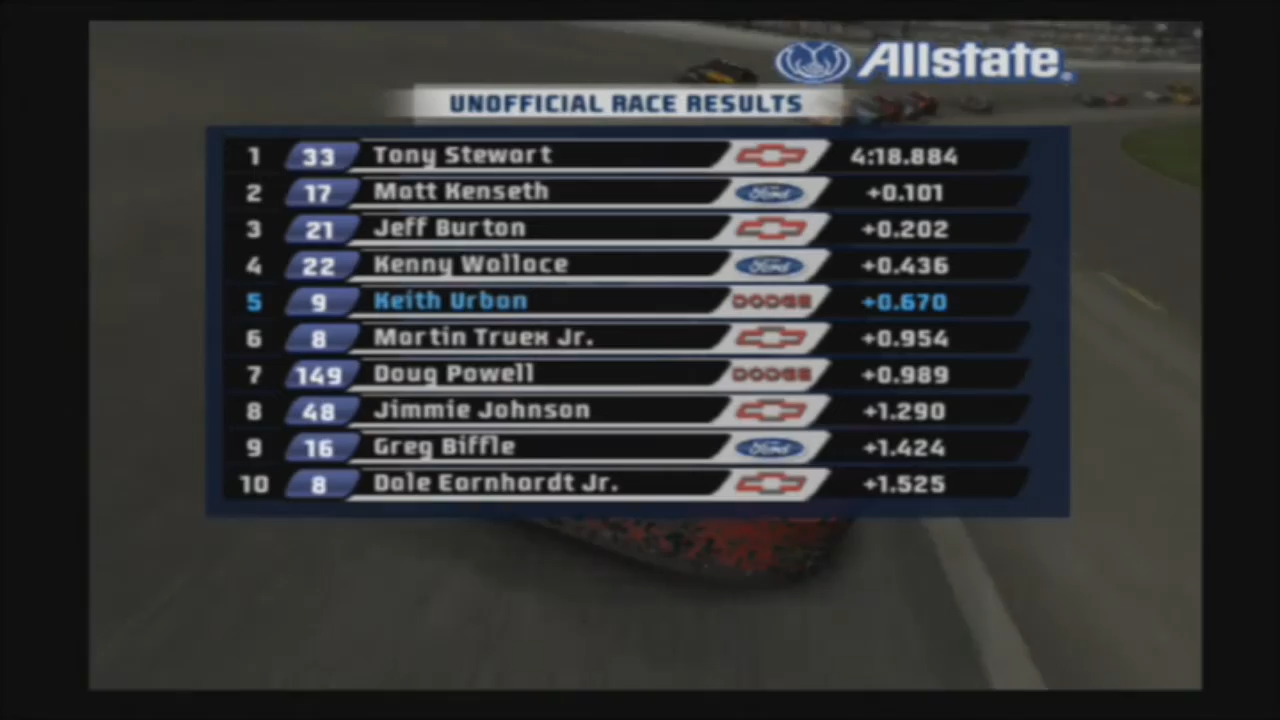 Allstate.
UNOFFICIAL RACE RESULTS
1 33 Tony Stewart 4:18.884
2 17 Matt Kenseth Ford +0.101
3 21 Jeff Burton +0.202
4 22 Kenny Wallace Ford +0.436
5 9 Keith Urban DODGE +0.670
6 8 Martin Truex Jr. +0.954
7 149 Doug Powell DODGE +0.989
8 48 Jimmie Johnson +1.290
9 16 Greg Biffle Ford +1.424
10 8 Dale Earnhardt Jr. +1.525